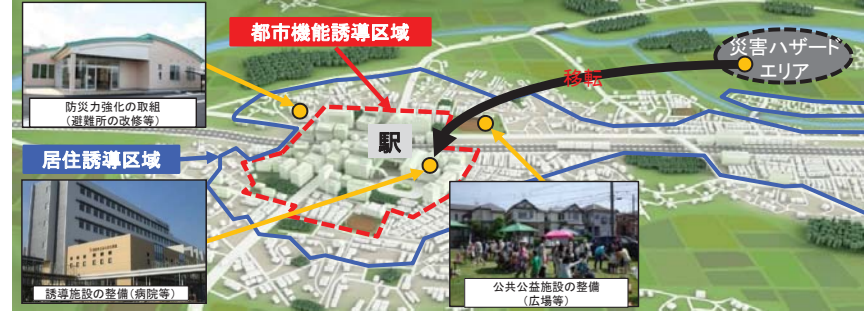 都市機能誘導区域
災害ハザード
エリア
移転
防災力強化の取組
（避難所の改修等）
駅
居住誘導区域
誘導施設の整備（病院等）
公共公益施設の整備
（広場等）